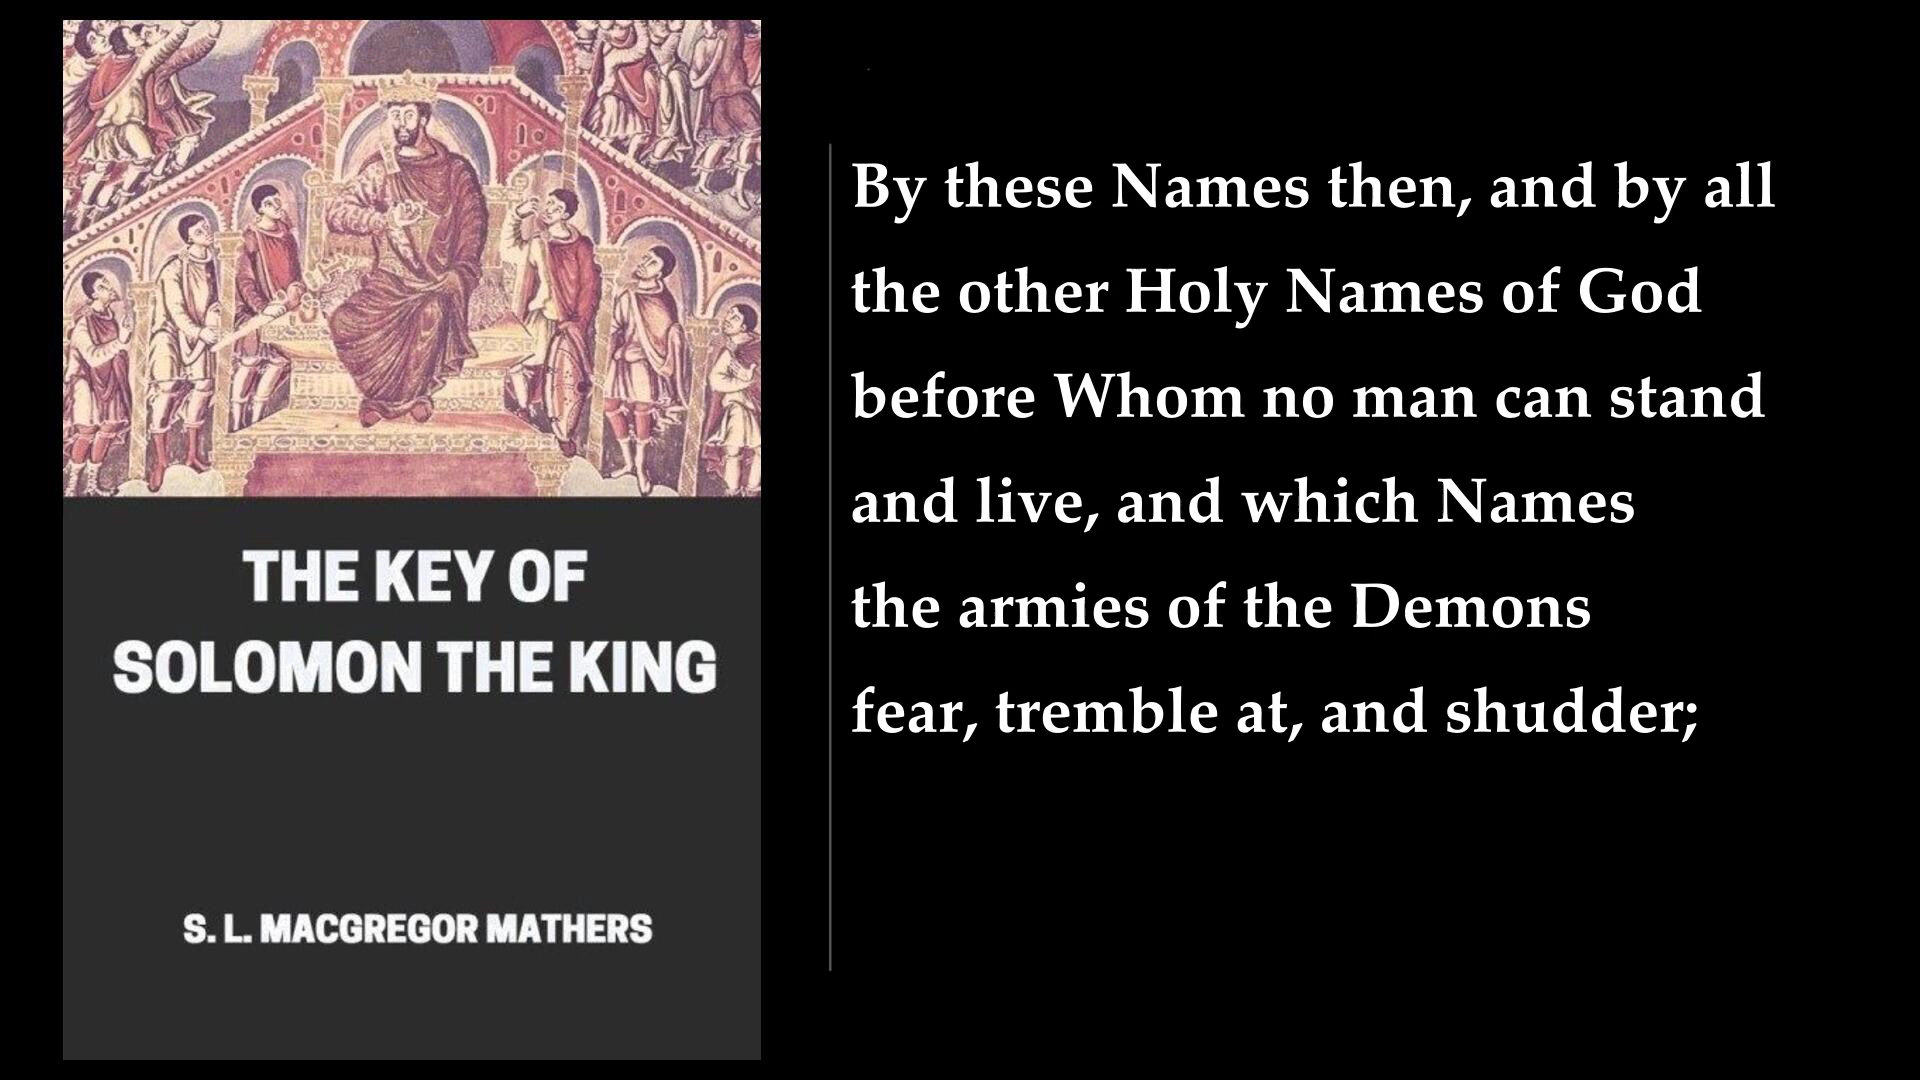 THE KEY OF
SOLOMON THE KING
S. L. MACGREGOR MATHERS
By these Names then, and by all
the other Holy Names of God
before Whom no man can stand
and live, and which Names
the armies of the Demons
fear, tremble at, and shudder;